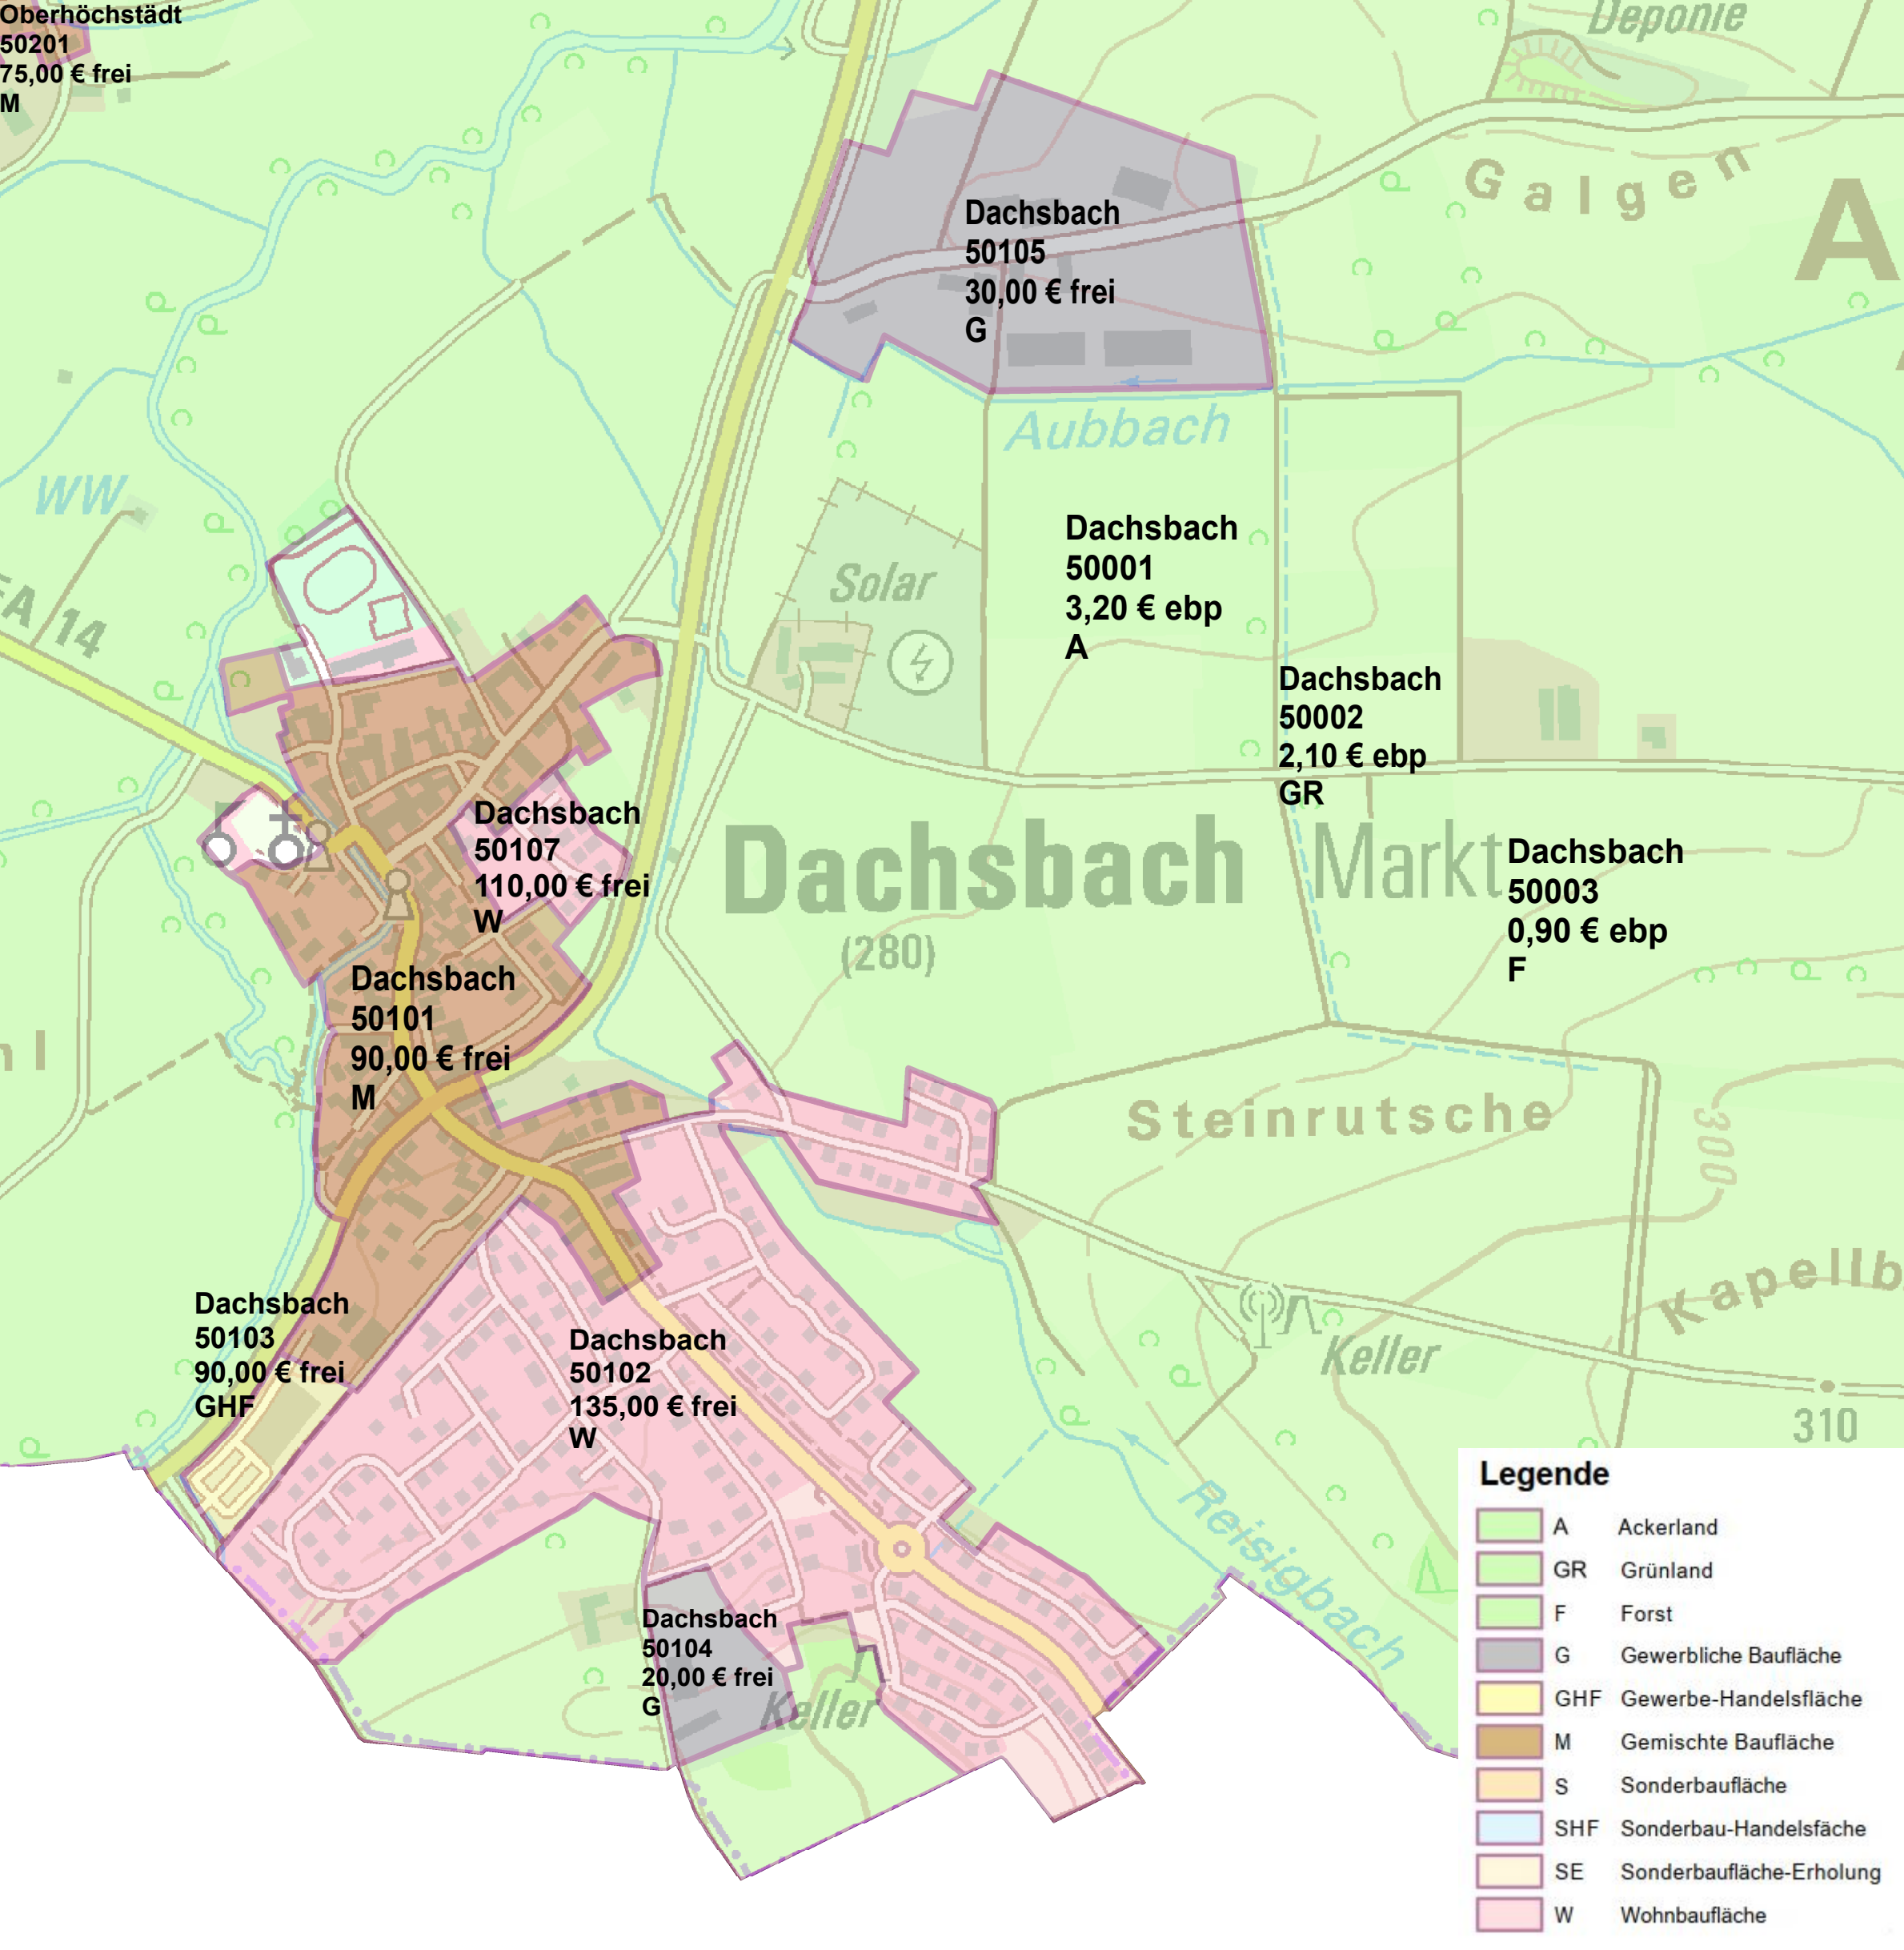 Oberhöchstädt
50201
75,00 € frei
M
Deponie
Galgen
A
Dachsbach
50105
30,00 € frei
G
Aubbach
WW
A 14
Solar
Dachsbach
50001
3,20 € ebp
A
Dachsbach
50002
2,10 € ebp
GR
Dachsbach
50107
110,00 € frei
W
Dachsbach Markt
(280)
Dachsbach
50003
0,90 € ebp
F
Dachsbach
50101
90,00 € frei
M
Steinrutsche
300
Kapellb
Keller
310
Dachsbach
50103
90,00 € frei
GHF
Dachsbach
50102
135,00 € frei
W
Reisigbach
Dachsbach
50104
20,00 € frei
G
Keller
Legende
A Ackerland
GR Grünland
F Forst
G Gewerbliche Baufläche
GHF Gewerbe-Handelsfläche
M Gemischte Baufläche
S Sonderbaufläche
SHF Sonderbau-Handelsfäche
SE Sonderbaufläche-Erholung
W Wohnbaufläche